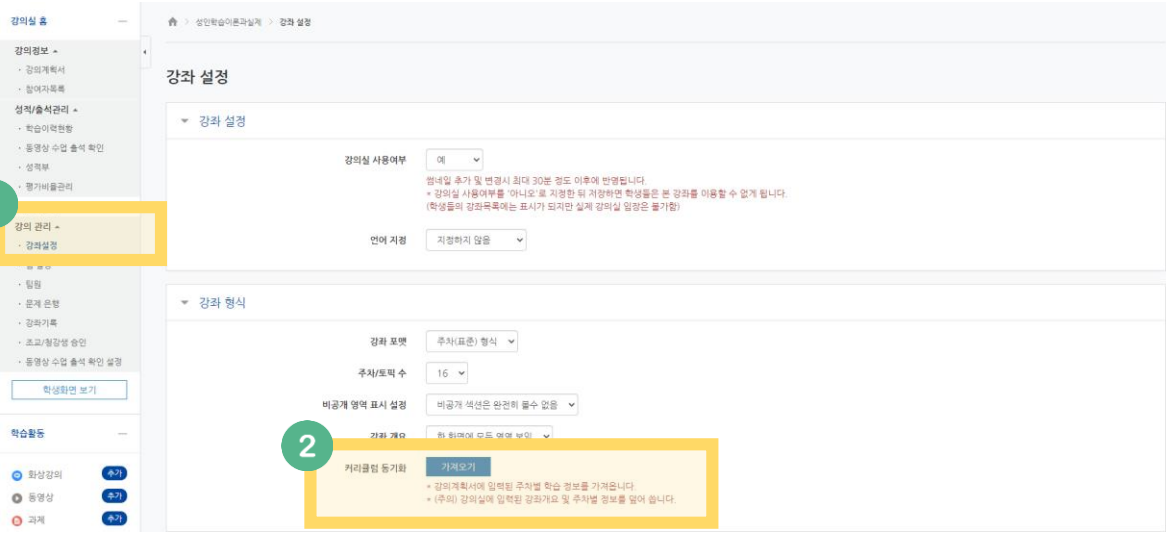 강의실 홈
성인학습이론과실제 > 강좌 설정
강의정보
· 강의계획서
· 참여자목록
성적/출석관리
· 학습이력현황
· 동영상 수업 출석 확인
· 성적부
· 평가비율관리
강의 관리
· 강좌설정
· 팀원
· 문제 은행
· 강좌기록
· 조교/청강생 승인
· 동영상 수업 출석 확인 설정
학생화면 보기
학습활동
화상강의 추가
동영상 추가
과제 추가
강좌 설정
강좌 설정
강의실 사용여부 예
썸네일 추가 및 변경시 최대 30분 정도 이후에 반영됩니다.
* 강의실 사용여부를 '아니오'로 지정한 뒤 저장하면 학생들은 본 강좌를 이용할 수 없게 됩니다.
(학생들의 강좌목록에는 표시가 되지만 실제 강의실 입장은 불가함)
언어 지정 지정하지 않음
강좌 형식
강좌 포맷 주차(표준) 형식
주차/토픽 수 16
비공개 영역 표시 설정 비공개 섹션은 완전히 볼수 없음
강좌 개요 한 화면에 모든 영역 보임
2
커리큘럼 동기화 가져오기
* 강의계획서에 입력된 주차별 학습 정보를 가져옵니다.
* (주의) 강의실에 입력된 강좌개요 및 주차별 정보를 덮어 씁니다.